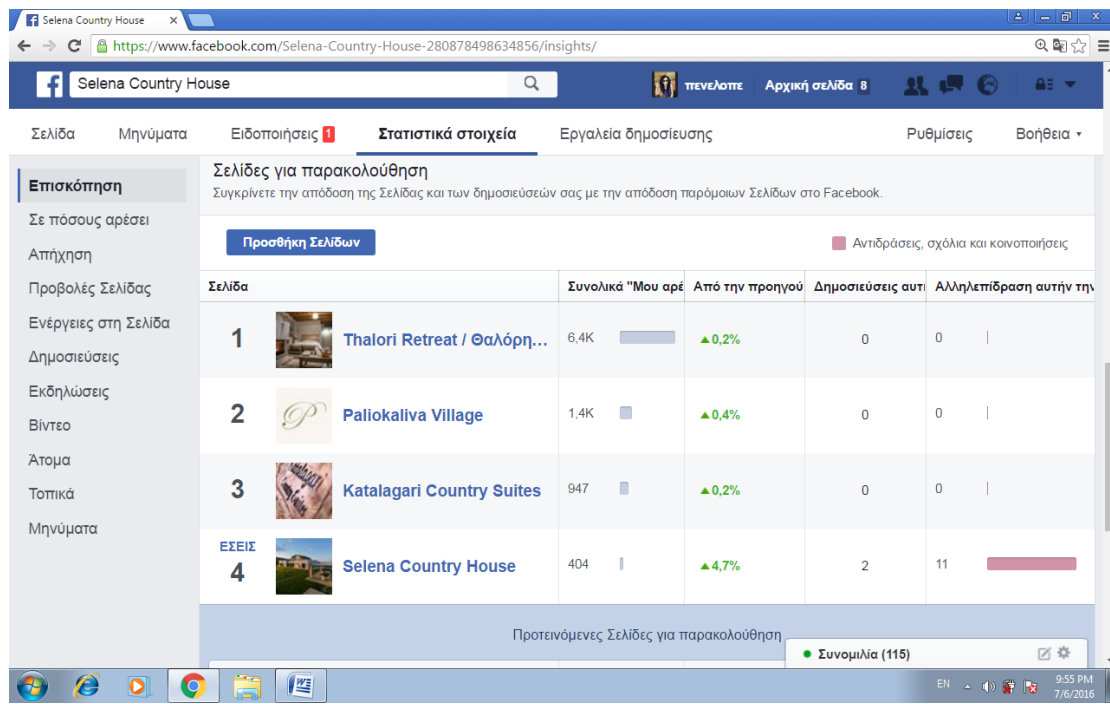 Selena Country House
https://www.facebook.com/Selena-Country-House-280878498634856/insights/
Selena Country House
πενελοπε
Αρχική σελίδα 8
Σελίδα
Μηνύματα
Ειδοποιήσεις 1
Στατιστικά στοιχεία
Εργαλεία δημοσίευσης
Ρυθμίσεις
Βοήθεια
Επισκόπηση
Σε πόσους αρέσει
Απήχηση
Προβολές Σελίδας
Ενέργειες στη Σελίδα
Δημοσιεύσεις
Εκδηλώσεις
Βίντεο
Άτομα
Τοπικά
Μηνύματα
Σελίδες για παρακολούθηση
Συγκρίνετε την απόδοση της Σελίδας και των δημοσιεύσεών σας με την απόδοση παρόμοιων Σελίδων στο Facebook.
Προσθήκη Σελίδων
Αντιδράσεις, σχόλια και κοινοποιήσεις
Σελίδα Συνολικά "Μου αρέ Από την προηγού Δημοσιεύσεις αυτι Αλληλεπίδραση αυτήν την
1 Thalori Retreat / Θαλόρη... 6,4K ▲0,2% 0 0
2 Paliokaliva Village 1,4K ▲0,4% 0 0
3 Katalagari Country Suites 947 ▲0,2% 0 0
ΕΣΕΙΣ
4 Selena Country House 404 ▲4,7% 2 11
Προτεινόμενες Σελίδες για παρακολούθηση
Συνομιλία (115)
EN
9:55 PM
7/6/2016